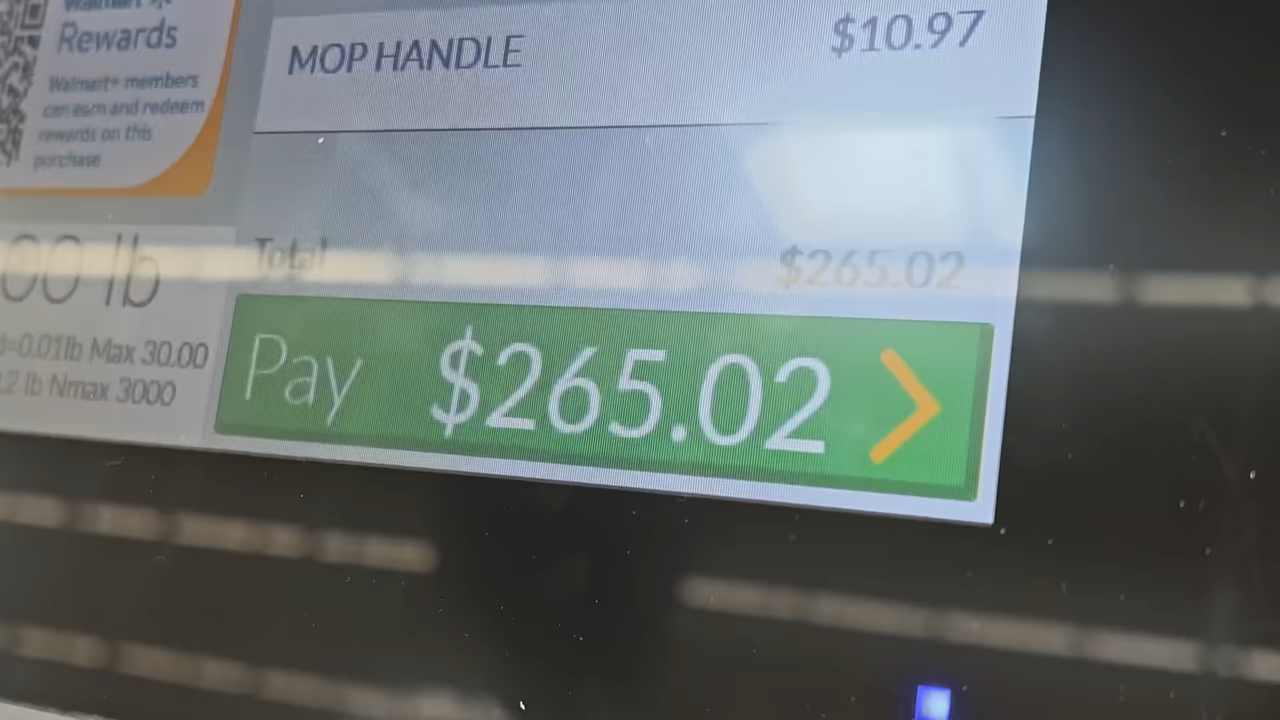 Walmart
Rewards
Walmart+ members
can earn and redeem
rewards on this
purchase
MOP HANDLE $10.97
Total $265.02
00 lb
d=0.01lb Max 30.00
.2 lb Nmax 3000
Pay $265.02